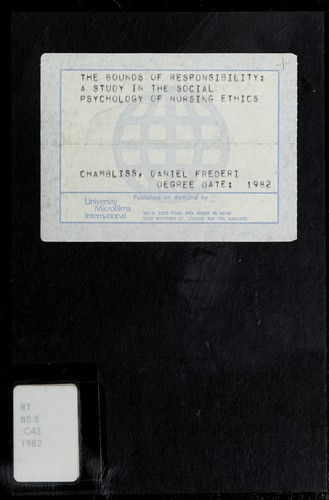 THE BOUNDS OF RESPONSIBILITY:
A STUDY IN THE SOCIAL
PSYCHOLOGY OF NURSING ETHICS
CHAMBLISS, DANIEL FREDERI
DEGREE DATE: 1982
University
Microfilms
International
Published on demand by
RT
85.5
C43
1982